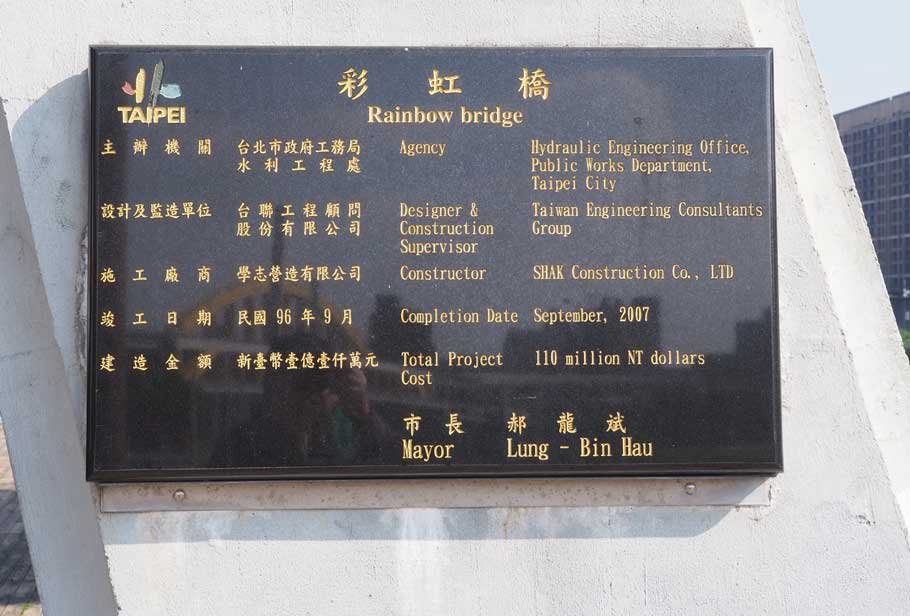 TAIPEI
彩虹橋
Rainbow bridge
主辦機關 台北市政府工務局 Agency Hydraulic Engineering Office,
水利工程處 Public Works Department,
Taipei City
設計及監造單位 台聯工程顧問 Designer & Taiwan Engineering Consultants
股份有限公司 Construction Group
Supervisor
施工廠商 學志營造有限公司 Constructor SHAK Construction Co., LTD
竣工日期 民國 96 年 9 月 Completion Date September, 2007
建造金額 新臺幣壹億壹仟萬元 Total Project 110 million NT dollars
Cost
市長 郝龍斌
Mayor Lung - Bin Hau